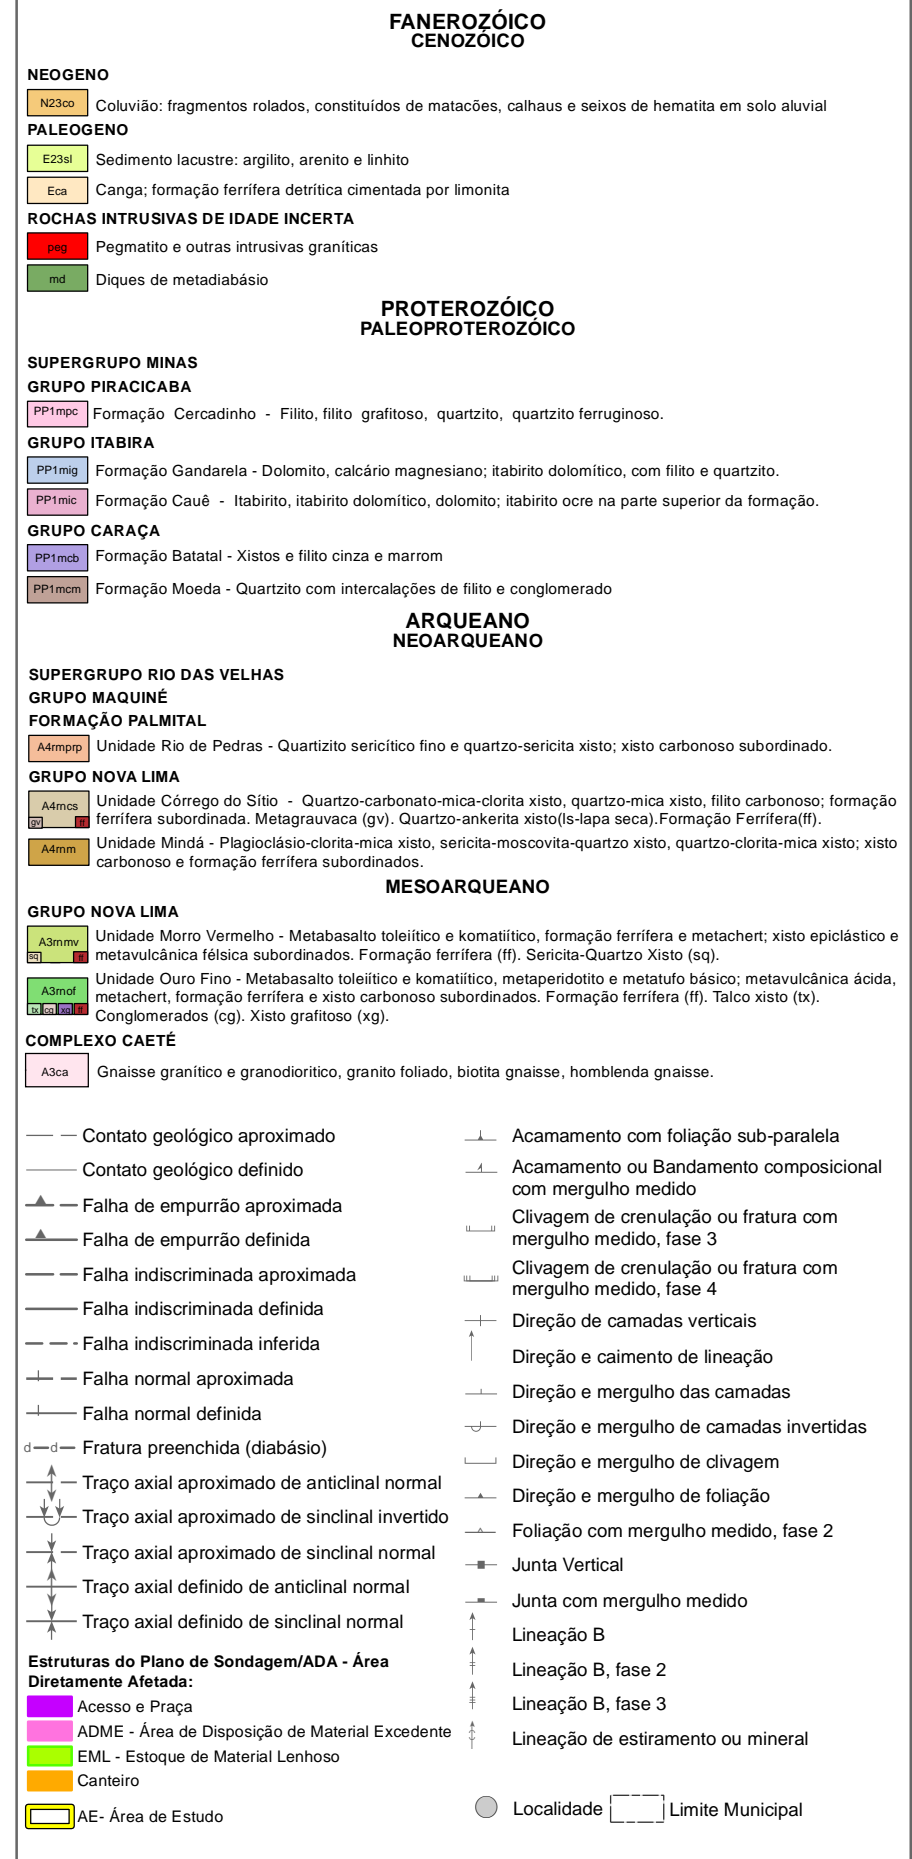 FANEROZÓICO
CENOZÓICO
NEOGENO
N23co Coluvião: fragmentos rolados, constituídos de matacões, calhaus e seixos de hematita em solo aluvial
PALEOGENO
E23sl Sedimento lacustre: argilito, arenito e linhito
Eca Canga; formação ferrífera detrítica cimentada por limonita
ROCHAS INTRUSIVAS DE IDADE INCERTA
peg Pegmatito e outras intrusivas graníticas
md Diques de metadiabásio
PROTEROZÓICO
PALEOPROTEROZÓICO
SUPERGRUPO MINAS
GRUPO PIRACICABA
PP1mpc Formação Cercadinho - Filito, filito grafitoso, quartzito, quartzito ferruginoso.
GRUPO ITABIRA
PP1mig Formação Gandarela - Dolomito, calcário magnesiano; itabirito dolomítico, com filito e quartzito.
PP1mic Formação Cauê - Itabirito, itabirito dolomítico, dolomito; itabirito ocre na parte superior da formação.
GRUPO CARAÇA
PP1mcb Formação Batatal - Xistos e filito cinza e marrom
PP1mcm Formação Moeda - Quartzito com intercalações de filito e conglomerado
ARQUEANO
NEOARQUEANO
SUPERGRUPO RIO DAS VELHAS
GRUPO MAQUINÉ
FORMAÇÃO PALMITAL
A4rmprp Unidade Rio de Pedras - Quartizito sericítico fino e quartzo-sericita xisto; xisto carbonoso subordinado.
GRUPO NOVA LIMA
A4rncs Unidade Córrego do Sítio - Quartzo-carbonato-mica-clorita xisto, quartzo-mica xisto, filito carbonoso; formação
gv ff ferrífera subordinada. Metagrauvaca (gv). Quartzo-ankerita xisto(ls-lapa seca).Formação Ferrífera(ff).
A4rnm Unidade Mindá - Plagioclásio-clorita-mica xisto, sericita-moscovita-quartzo xisto, quartzo-clorita-mica xisto; xisto
carbonoso e formação ferrífera subordinados.
MESOARQUEANO
GRUPO NOVA LIMA
A3rnmv Unidade Morro Vermelho - Metabasalto toleiítico e komatiítico, formação ferrífera e metachert; xisto epiclástico e
sq ff metavulcânica félsica subordinados. Formação ferrífera (ff). Sericita-Quartzo Xisto (sq).
A3rnof Unidade Ouro Fino - Metabasalto toleiítico e komatiítico, metaperidotito e metatufo básico; metavulcânica ácida,
metachert, formação ferrífera e xisto carbonoso subordinados. Formação ferrífera (ff). Talco xisto (tx).
tx cg xg ff Conglomerados (cg). Xisto grafitoso (xg).
COMPLEXO CAETÉ
A3ca Gnaisse granítico e granodioritico, granito foliado, biotita gnaisse, homblenda gnaisse.
Contato geológico aproximado
Contato geológico definido
Falha de empurrão aproximada
Falha de empurrão definida
Falha indiscriminada aproximada
Falha indiscriminada definida
Falha indiscriminada inferida
Falha normal aproximada
Falha normal definida
d d Fratura preenchida (diabásio)
Traço axial aproximado de anticlinal normal
Traço axial aproximado de sinclinal invertido
Traço axial aproximado de sinclinal normal
Traço axial definido de anticlinal normal
Traço axial definido de sinclinal normal
Estruturas do Plano de Sondagem/ADA - Área
Diretamente Afetada:
Acesso e Praça
ADME - Área de Disposição de Material Excedente
EML - Estoque de Material Lenhoso
Canteiro
AE- Área de Estudo
Acamamento com foliação sub-paralela
Acamamento ou Bandamento composicional
com mergulho medido
Clivagem de crenulação ou fratura com
mergulho medido, fase 3
Clivagem de crenulação ou fratura com
mergulho medido, fase 4
Direção de camadas verticais
Direção e caimento de lineação
Direção e mergulho das camadas
Direção e mergulho de camadas invertidas
Direção e mergulho de clivagem
Direção e mergulho de foliação
Foliação com mergulho medido, fase 2
Junta Vertical
Junta com mergulho medido
Lineação B
Lineação B, fase 2
Lineação B, fase 3
Lineação de estiramento ou mineral
Localidade
Limite Municipal